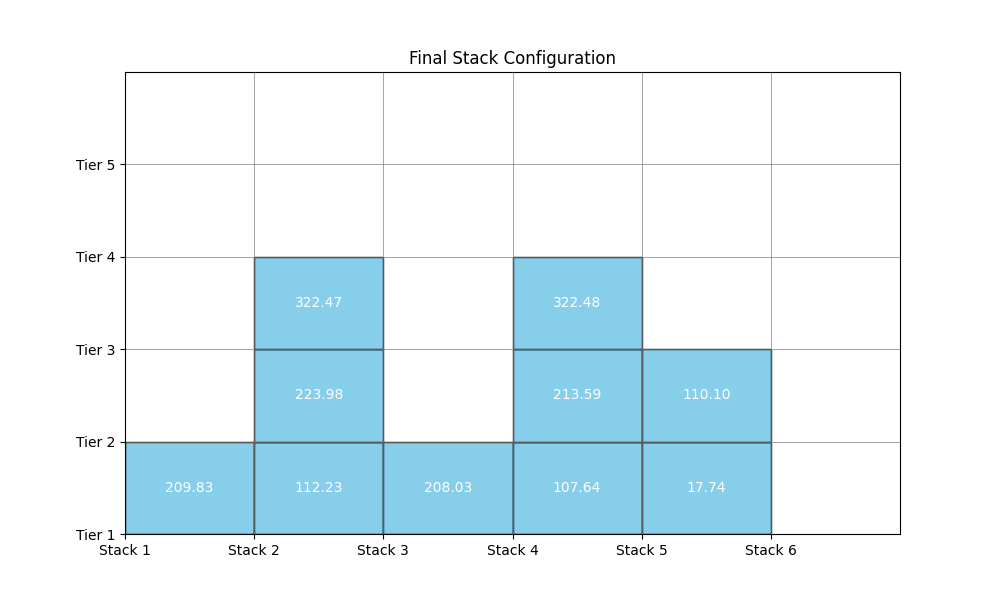 Final Stack Configuration
Tier 5
Tier 4
322.47 322.48
Tier 3
223.98 213.59 110.10
Tier 2
209.83 112.23 208.03 107.64 17.74
Tier 1
Stack 1 Stack 2 Stack 3 Stack 4 Stack 5 Stack 6